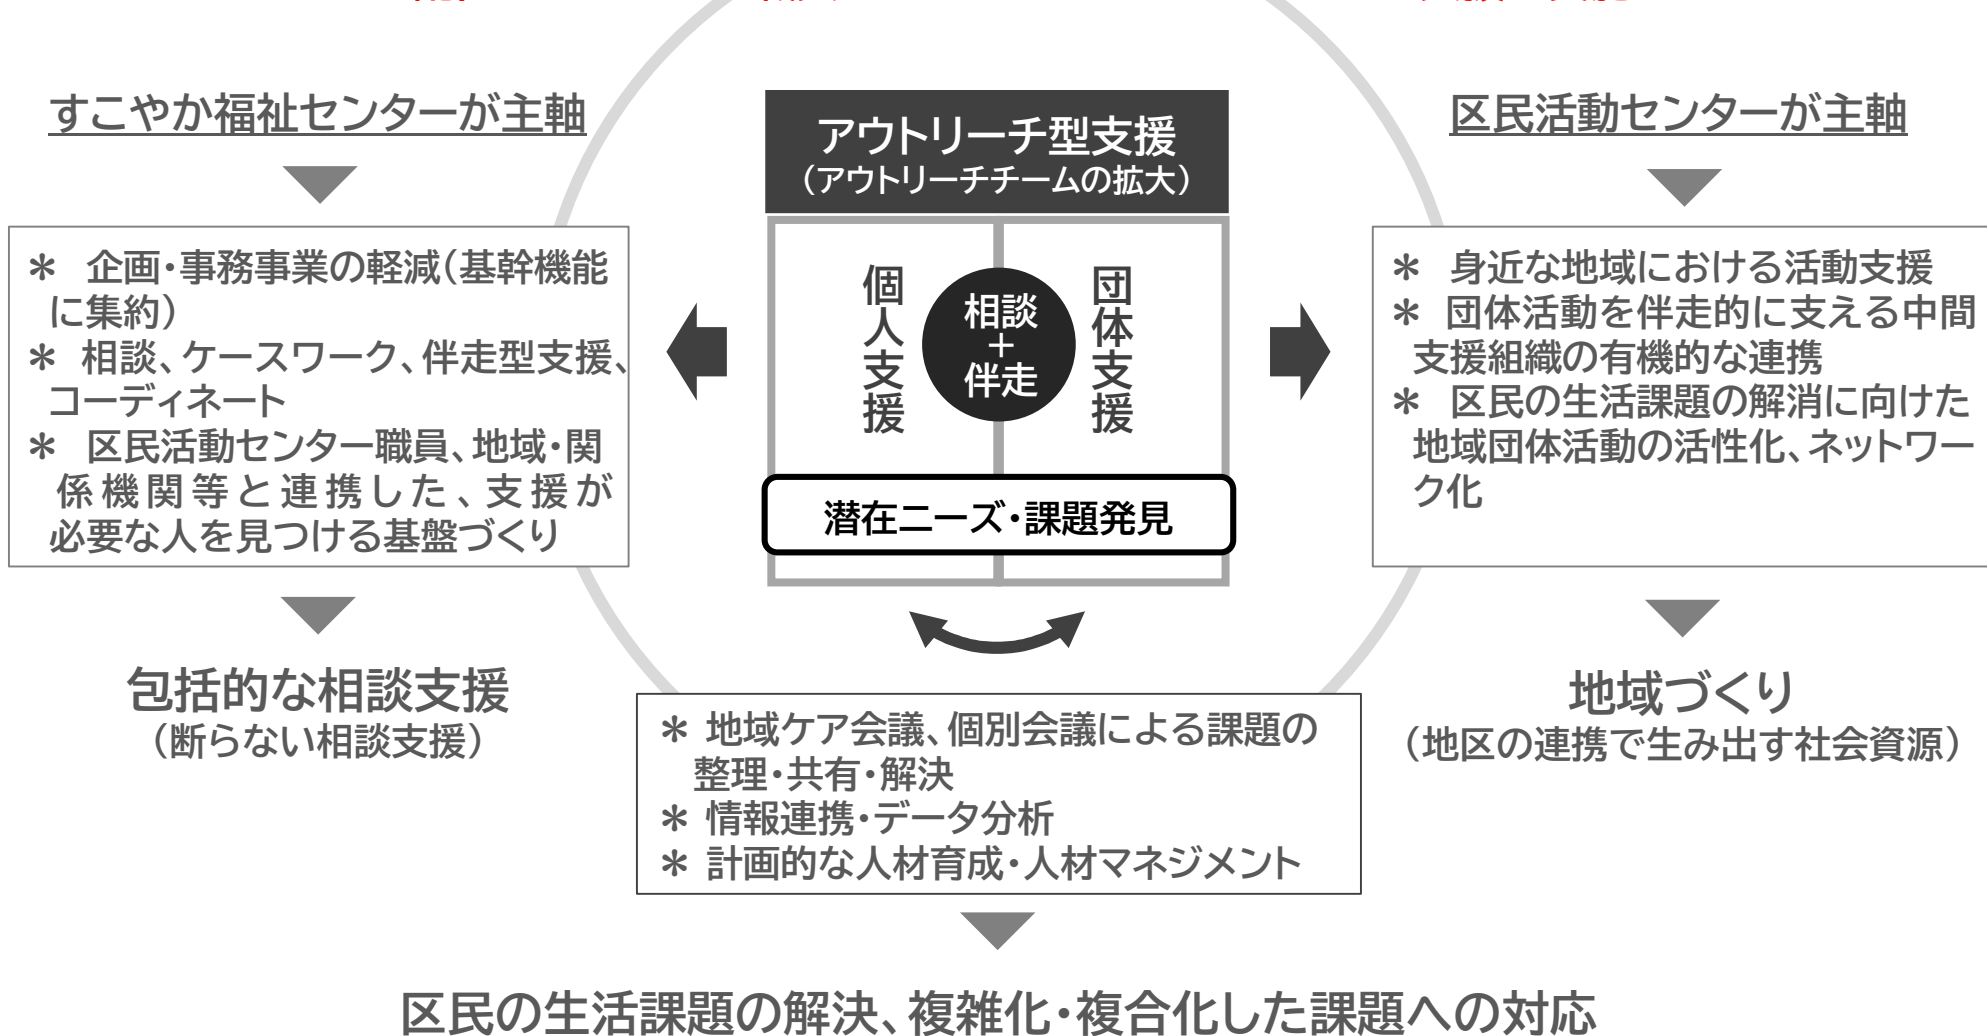 すこやか福祉センターが主軸
アウトリーチ型支援
（アウトリーチチームの拡大）
区民活動センターが主軸
＊ 企画・事務事業の軽減（基幹機能
に集約）
＊ 相談、ケースワーク、伴走型支援、
コーディネート
＊ 区民活動センター職員、地域・関
係機関等と連携した、支援が
必要な人を見つける基盤づくり
個人支援
相談
＋
伴走
団体支援
潜在ニーズ・課題発見
＊ 身近な地域における活動支援
＊ 団体活動を伴走的に支える中間
支援組織の有機的な連携
＊ 区民の生活課題の解消に向けた
地域団体活動の活性化、ネットワー
ク化
包括的な相談支援
（断らない相談支援）
＊ 地域ケア会議、個別会議による課題の
整理・共有・解決
＊ 情報連携・データ分析
＊ 計画的な人材育成・人材マネジメント
地域づくり
（地区の連携で生み出す社会資源）
区民の生活課題の解決、複雑化・複合化した課題への対応